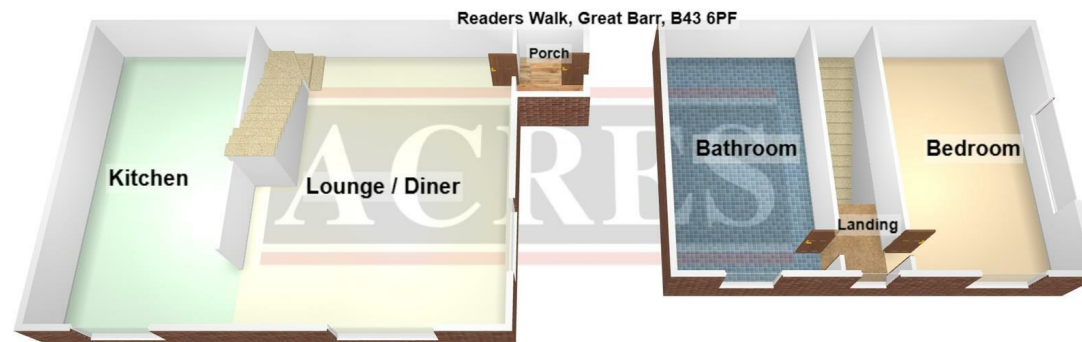 Readers Walk, Great Barr, B43 6PF
Porch
Kitchen
Lounge / Diner
Bathroom
Bedroom
Landing
ACRES